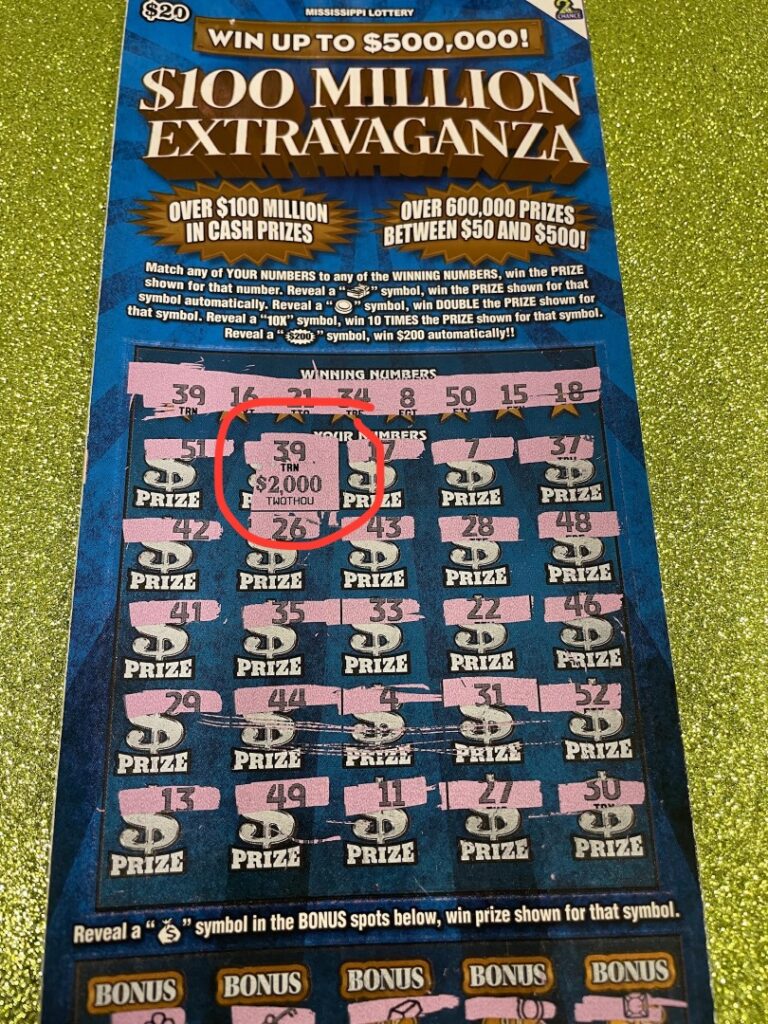 $20
MISSISSIPPI LOTTERY
2nd CHANCE
WIN UP TO $500,000!
$100 MILLION
EXTRAVAGANZA
OVER $100 MILLION
IN CASH PRIZES
OVER 600,000 PRIZES
BETWEEN $50 AND $500!
Match any of YOUR NUMBERS to any of the WINNING NUMBERS, win the PRIZE
shown for that number. Reveal a " " symbol, win the PRIZE shown for that
symbol automatically. Reveal a " " symbol, win DOUBLE the PRIZE shown for
that symbol. Reveal a "10X" symbol, win 10 TIMES the PRIZE shown for that symbol.
Reveal a "$200" symbol, win $200 automatically!!
WINNING NUMBERS
39 16 21 34 8 50 15 18
TRN
YOUR NUMBERS
51 39 17 7 37
TRN
$2,000
TWOTHOU
$ $ $ $
PRIZE PRIZE PRIZE PRIZE
42 26 43 28 48
$ $ $ $ $
PRIZE PRIZE PRIZE PRIZE PRIZE
41 35 33 22 46
$ $ $ $ $
PRIZE PRIZE PRIZE PRIZE PRIZE
29 44 4 31 52
$ $ $ $ $
PRIZE PRIZE PRIZE PRIZE PRIZE
13 49 11 27 30
$ $ $ $ $
PRIZE PRIZE PRIZE PRIZE PRIZE
Reveal a "$" symbol in the BONUS spots below, win prize shown for that symbol.
BONUS BONUS BONUS BONUS BONUS